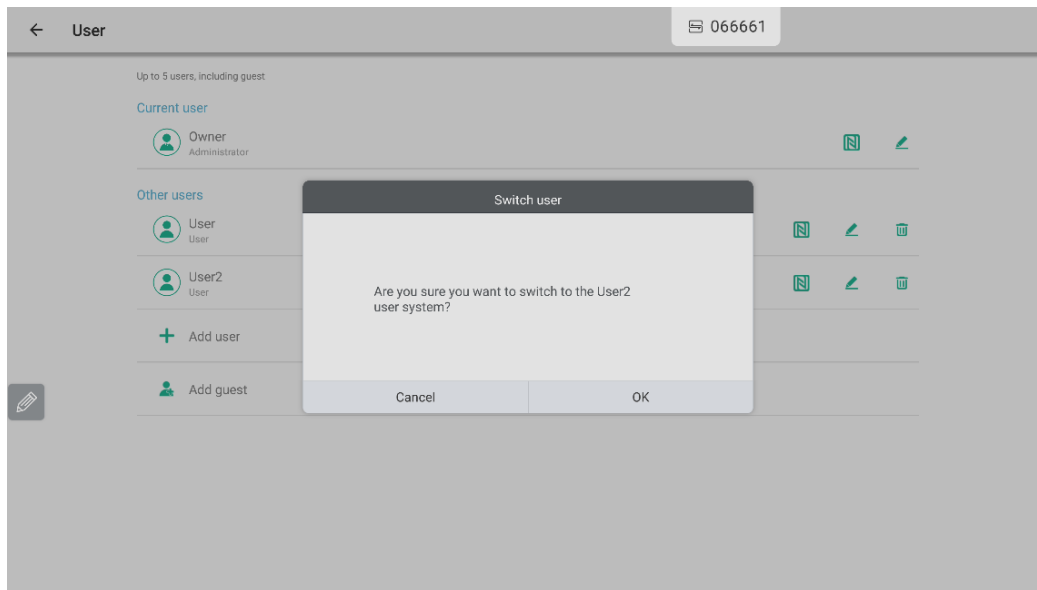 User
066661
Up to 5 users, including guest
Current user
Owner
Administrator
Other users
User
User
User2
User
Add user
Add guest
Switch user
Are you sure you want to switch to the User2
user system?
Cancel
OK